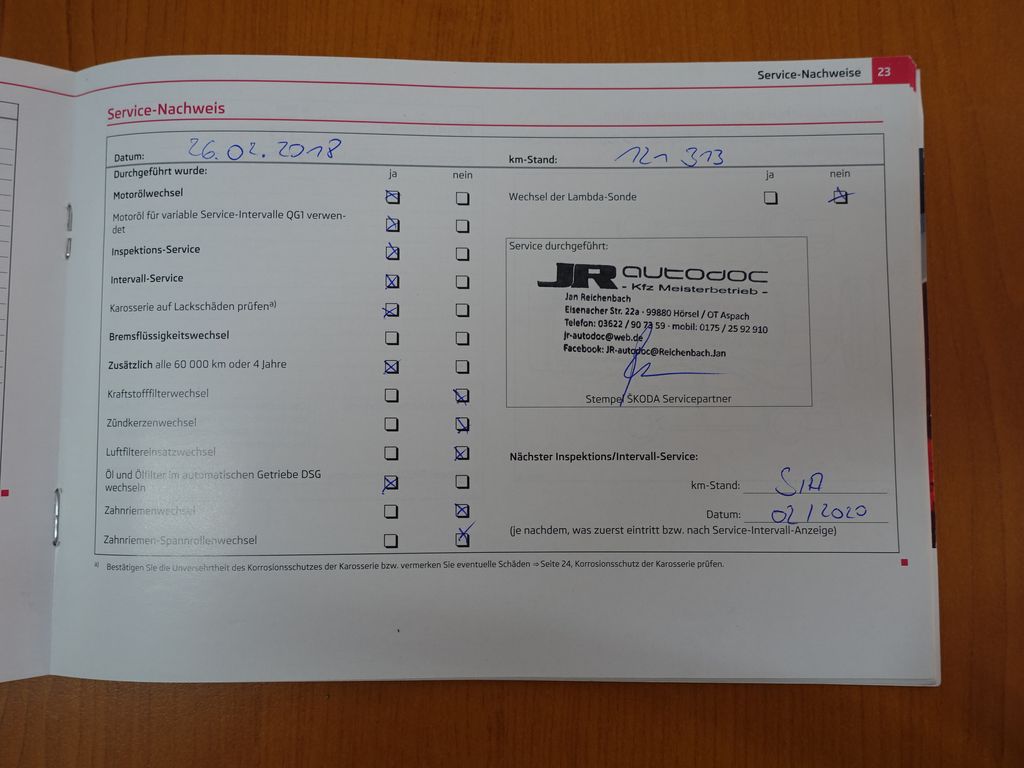 Service-Nachweise 23
Service-Nachweis
Datum: 26.02.2018
km-Stand: 121 313
Durchgeführt wurde: ja nein
ja nein
Motorölwechsel
Wechsel der Lambda-Sonde
Motoröl für variable Service-Intervalle QG1 verwen-
det
Inspektions-Service
Intervall-Service
Karosserie auf Lackschäden prüfen a)
Bremsflüssigkeitswechsel
Zusätzlich alle 60 000 km oder 4 Jahre
Kraftstofffilterwechsel
Zündkerzenwechsel
Luftfiltereinsatzwechsel
Öl und Ölfilter im automatischen Getriebe DSG
wechseln
Zahnriemenwechsel
Zahnriemen-Spannrollenwechsel
Service durchgeführt:
JR autodoc
- Kfz Meisterbetrieb -
Jan Reichenbach
Eisenacher Str. 22a · 99880 Hörsel / OT Aspach
Telefon: 03622 / 90 73 59 · mobil: 0175 / 25 92 910
jr-autodoc@web.de
Facebook: JR-autodoc@Reichenbach.Jan
Stempel ŠKODA Servicepartner
Nächster Inspektions/Intervall-Service:
km-Stand: SIA
Datum: 02/2020
(je nachdem, was zuerst eintritt bzw. nach Service-Intervall-Anzeige)
a) Bestätigen Sie die Unversehrtheit des Korrosionsschutzes der Karosserie bzw. vermerken Sie eventuelle Schäden ⇒ Seite 24, Korrosionsschutz der Karosserie prüfen.